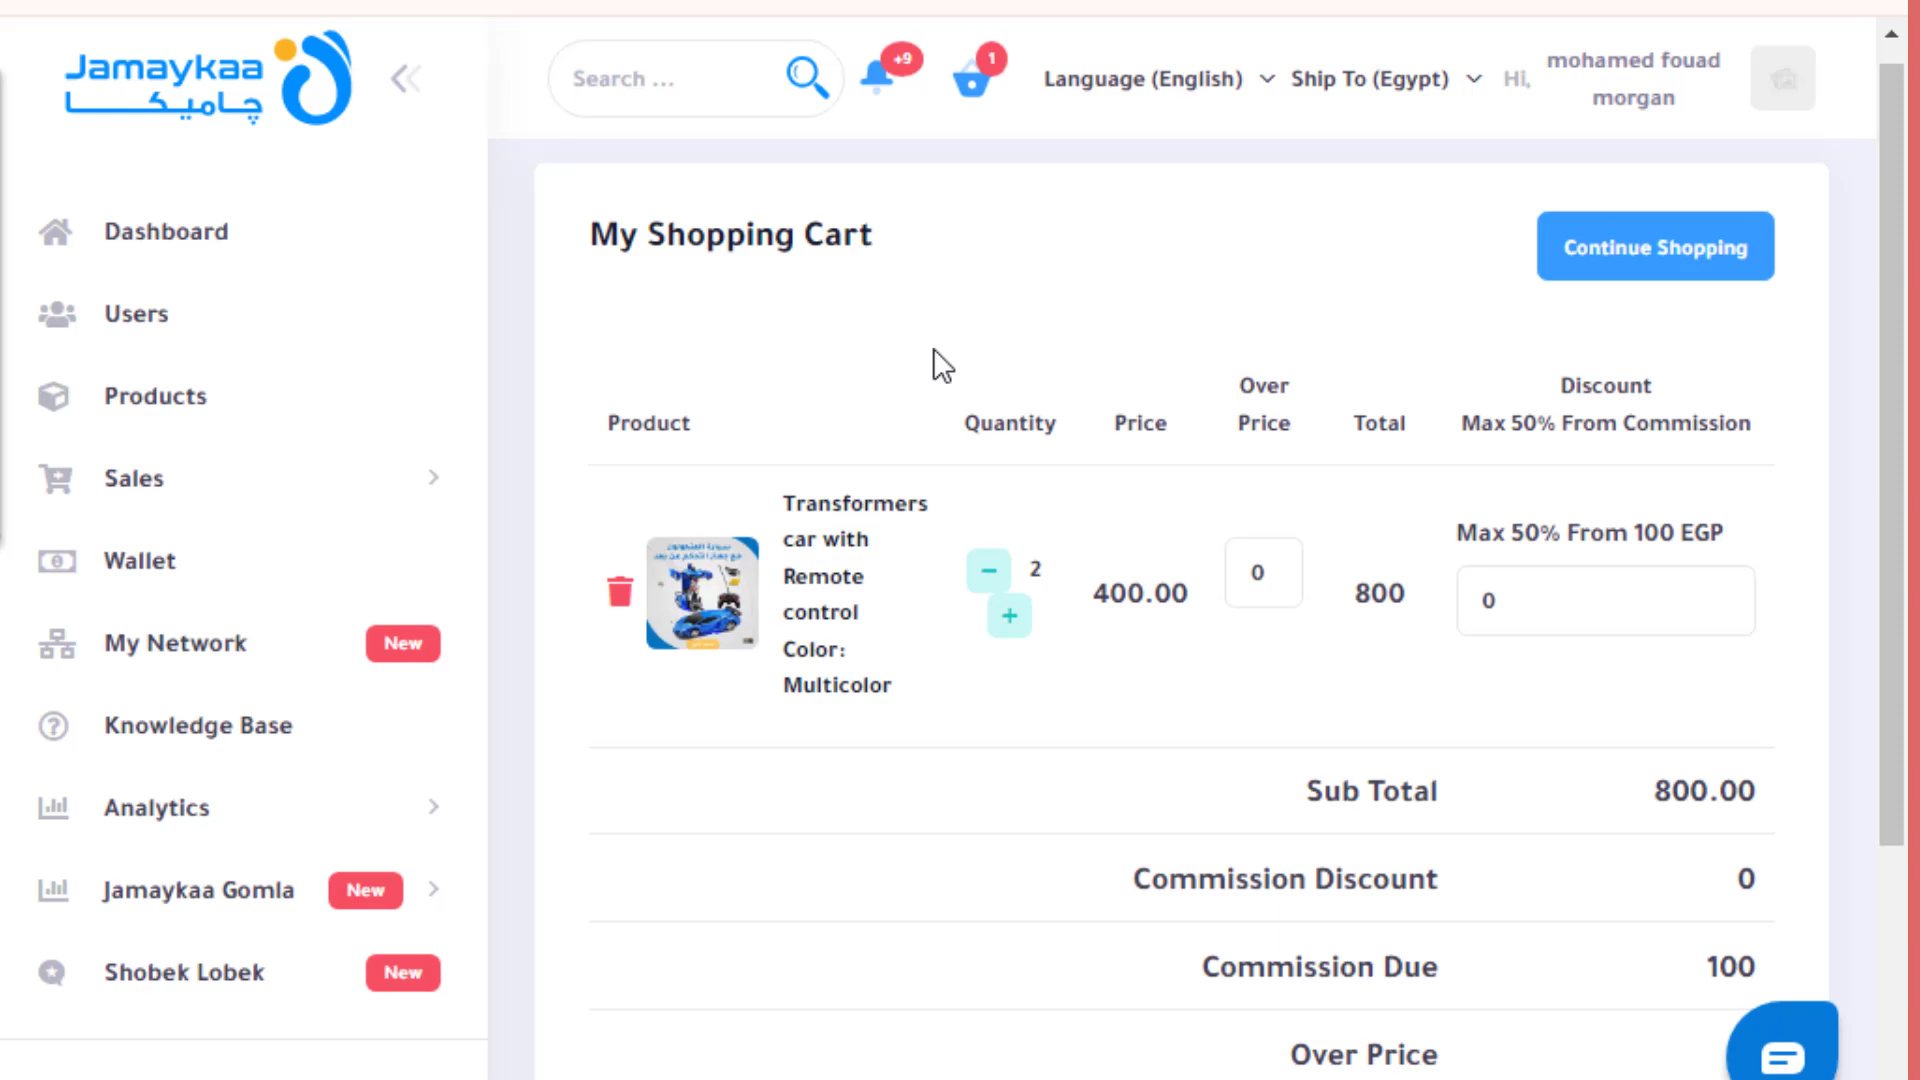 Jamaykaa
چاميكا
Search ...
+9
1
Language (English)
Ship To (Egypt)
Hi,
mohamed fouad
morgan
Dashboard
Users
Products
Sales
Wallet
My Network
New
Knowledge Base
Analytics
Jamaykaa Gomla
New
Shobek Lobek
New
My Shopping Cart
Continue Shopping
Product
Quantity
Price
Over
Price
Total
Discount
Max 50% From Commission
Transformers
car with
Remote
control
Color:
Multicolor
−
2
+
400.00
0
800
Max 50% From 100 EGP
0
Sub Total
800.00
Commission Discount
0
Commission Due
100
Over Price